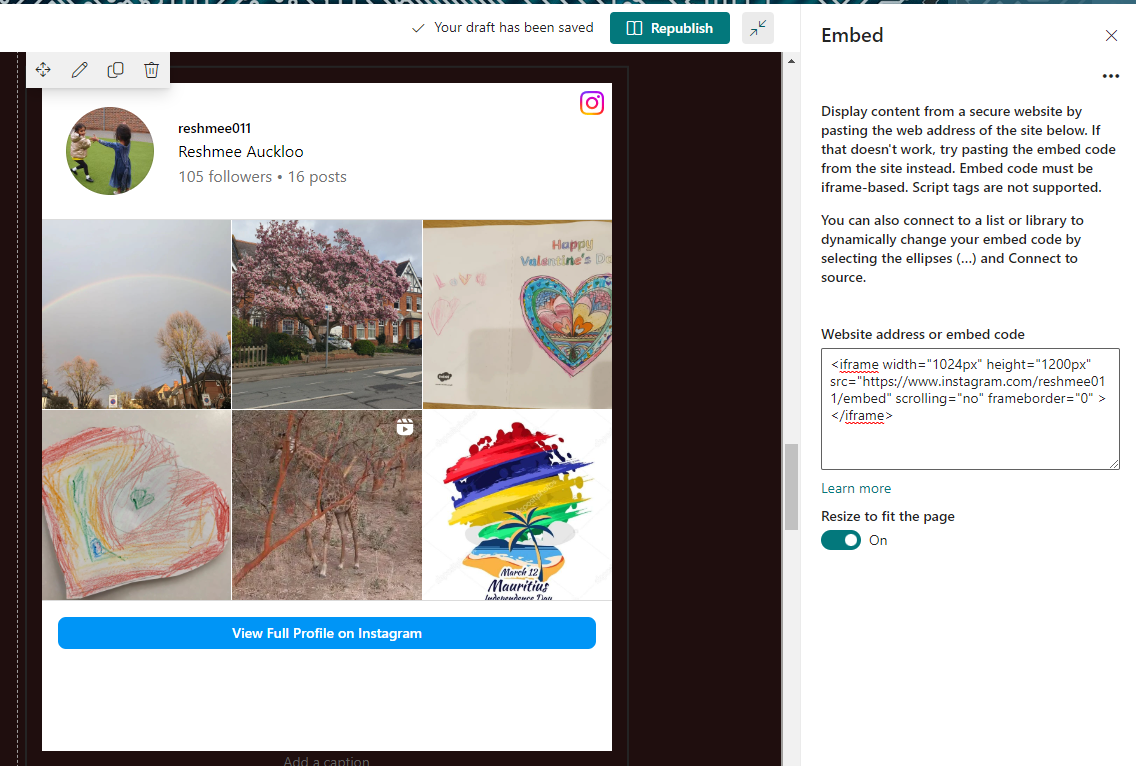 Your draft has been saved
Republish
reshmee011
Reshmee Auckloo
105 followers • 16 posts
Happy
Valentine's
Love
March 12
Mauritius
Independence Day
View Full Profile on Instagram
Add a caption
Embed
Display content from a secure website by
pasting the web address of the site below. If
that doesn't work, try pasting the embed code
from the site instead. Embed code must be
iframe-based. Script tags are not supported.
You can also connect to a list or library to
dynamically change your embed code by
selecting the ellipses (...) and Connect to
source.
Website address or embed code
<iframe width="1024px" height="1200px"
src="https://www.instagram.com/reshmee01
1/embed" scrolling="no" frameborder="0" >
</iframe>
Learn more
Resize to fit the page
On